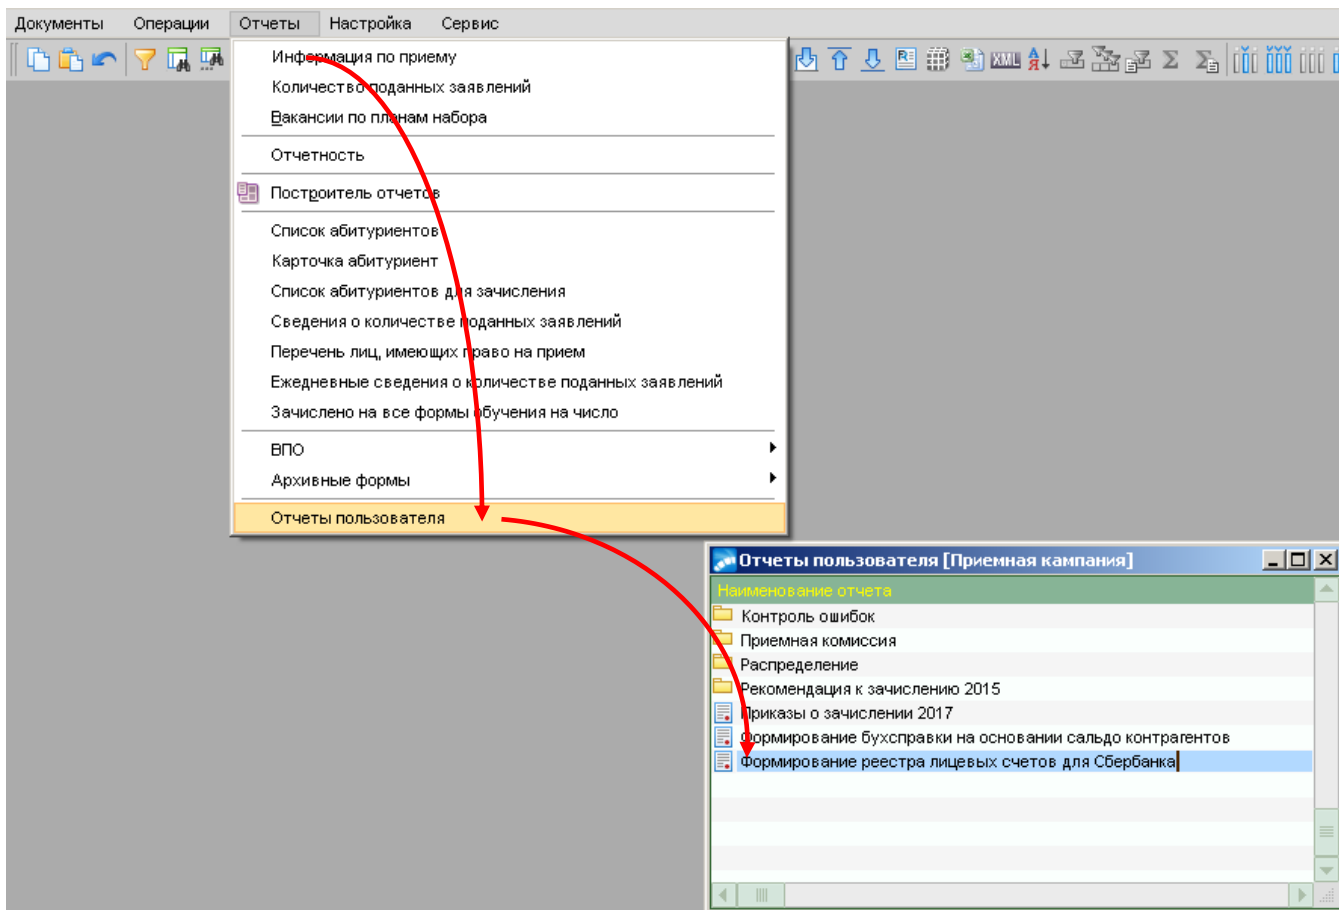 Документы Операции Отчеты Настройка Сервис
XML
Информация по приему
Количество поданных заявлений
Вакансии по планам набора
Отчетность
Построитель отчетов
Список абитуриентов
Карточка абитуриент
Список абитуриентов для зачисления
Сведения о количестве поданных заявлений
Перечень лиц, имеющих право на прием
Ежедневные сведения о количестве поданных заявлений
Зачислено на все формы обучения на число
ВПО
Архивные формы
Отчеты пользователя
Отчеты пользователя [Приемная кампания]
Наименование отчета
Контроль ошибок
Приемная комиссия
Распределение
Рекомендация к зачислению 2015
Приказы о зачислении 2017
Формирование бухсправки на основании сальдо контрагентов
Формирование реестра лицевых счетов для Сбербанка